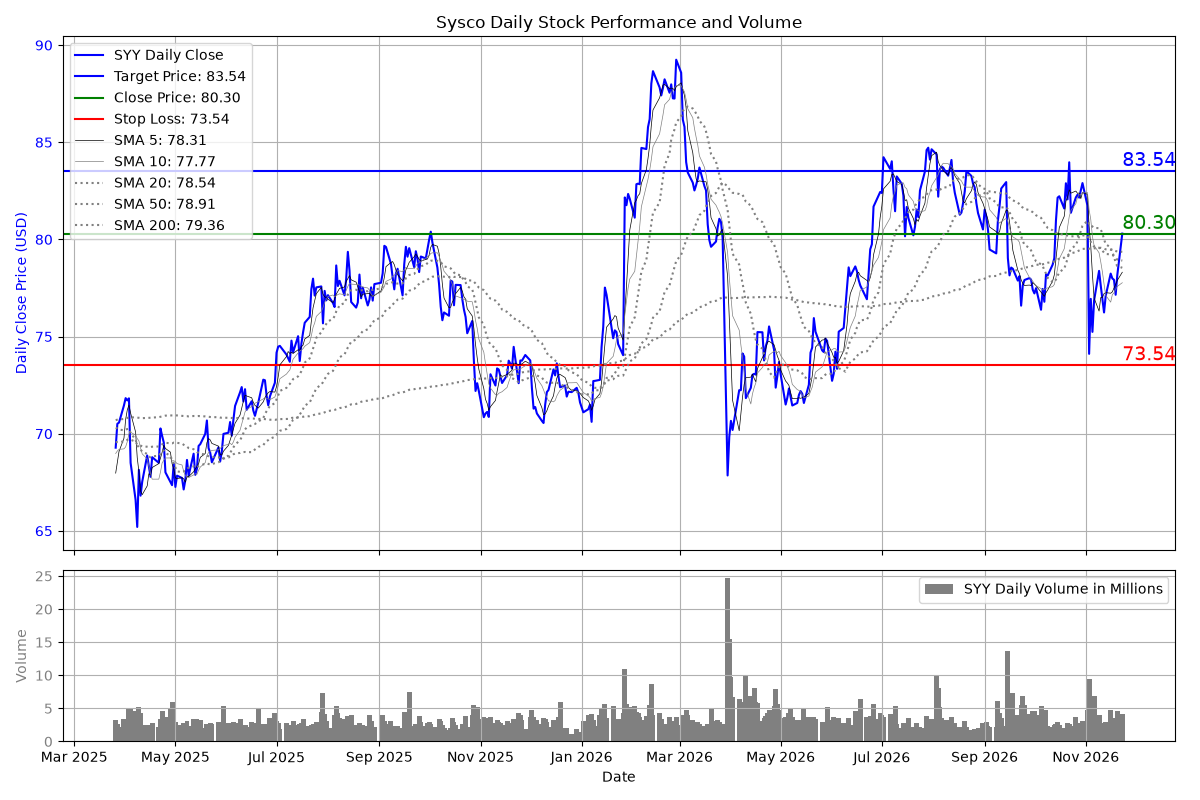 Sysco Daily Stock Performance and Volume
Daily Close Price (USD)
90
85
80
75
70
65
SYY Daily Close
Target Price: 83.54
Close Price: 80.30
Stop Loss: 73.54
SMA 5: 78.31
SMA 10: 77.77
SMA 20: 78.54
SMA 50: 78.91
SMA 200: 79.36
83.54
80.30
73.54
Volume
25
20
15
10
5
0
SYY Daily Volume in Millions
Mar 2025 May 2025 Jul 2025 Sep 2025 Nov 2025 Jan 2026 Mar 2026 May 2026 Jul 2026 Sep 2026 Nov 2026
Date